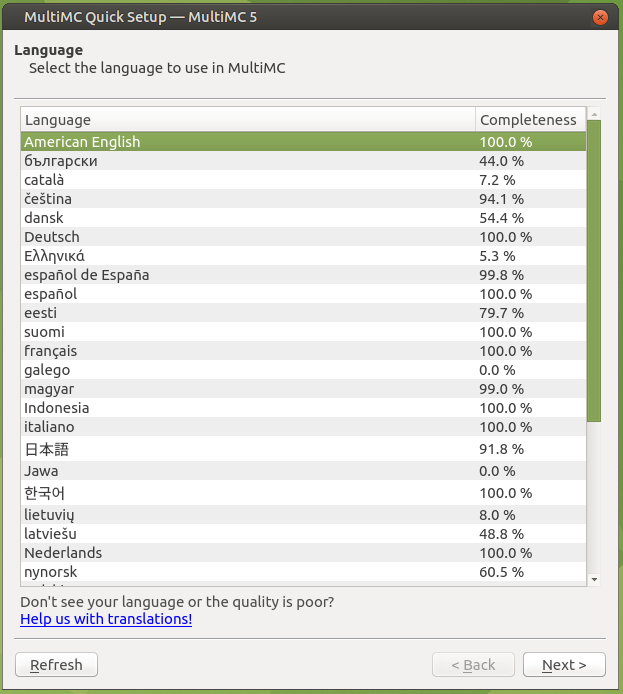 MultiMC Quick Setup — MultiMC 5
Language
Select the language to use in MultiMC
Language Completeness
American English 100.0 %
български 44.0 %
català 7.2 %
čeština 94.1 %
dansk 54.4 %
Deutsch 100.0 %
Ελληνικά 5.3 %
español de España 99.8 %
español 100.0 %
eesti 79.7 %
suomi 100.0 %
français 100.0 %
galego 0.0 %
magyar 99.0 %
Indonesia 100.0 %
italiano 100.0 %
日本語 91.8 %
Jawa 0.0 %
한국어 100.0 %
lietuvių 8.0 %
latviešu 48.8 %
Nederlands 100.0 %
nynorsk 60.5 %
Don't see your language or the quality is poor?
Help us with translations!
Refresh < Back Next >